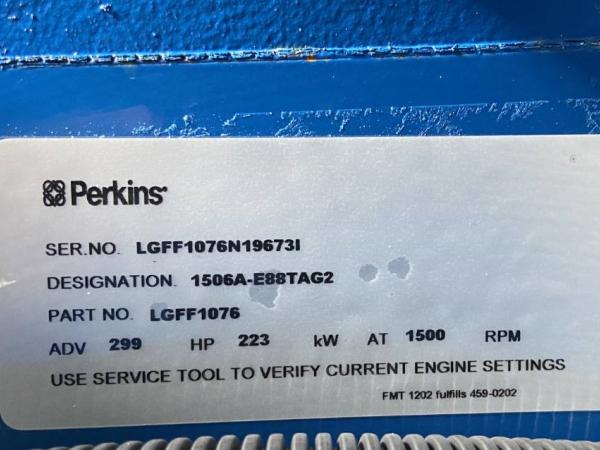 Perkins
SER.NO. LGFF1076N19673I
DESIGNATION. 1506A-E88TAG2
PART NO. LGFF1076
ADV 299 HP 223 kW AT 1500 RPM
USE SERVICE TOOL TO VERIFY CURRENT ENGINE SETTINGS
FMT 1202 fulfills 459-0202